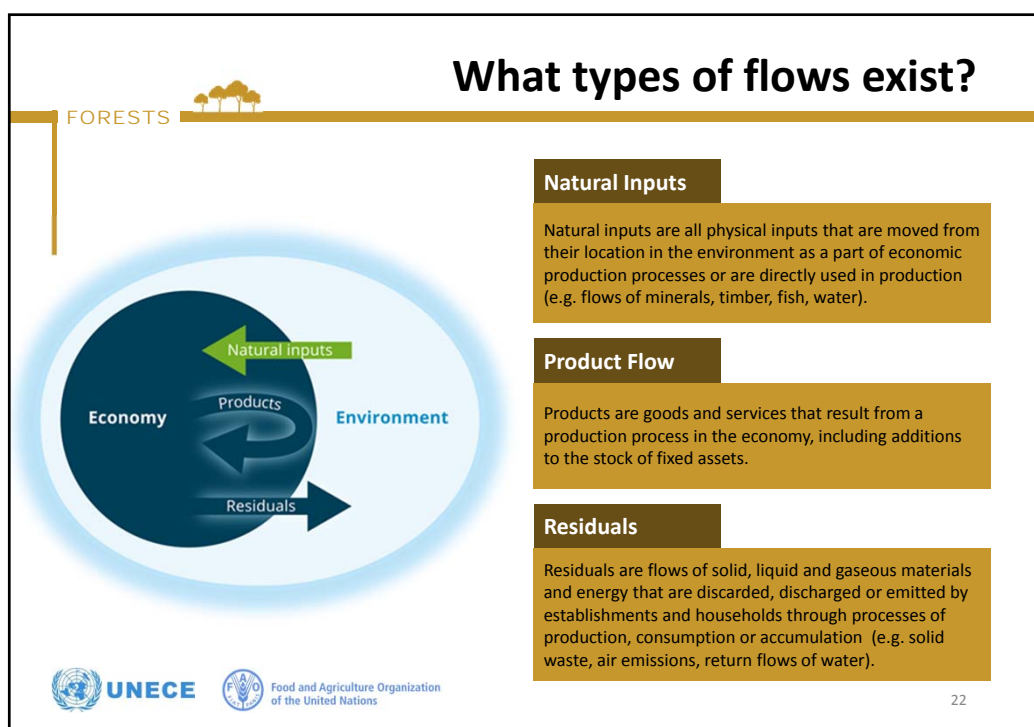 What types of flows exist?
FORESTS
Natural Inputs
Natural inputs are all physical inputs that are moved from
their location in the environment as a part of economic
production processes or are directly used in production
(e.g. flows of minerals, timber, fish, water).
Natural inputs
Products
Economy
Environment
Residuals
Product Flow
Products are goods and services that result from a
production process in the economy, including additions
to the stock of fixed assets.
Residuals
Residuals are flows of solid, liquid and gaseous materials
and energy that are discarded, discharged or emitted by
establishments and households through processes of
production, consumption or accumulation (e.g. solid
waste, air emissions, return flows of water).
UNECE
F A O
FIAT PANIS
Food and Agriculture Organization
of the United Nations
22